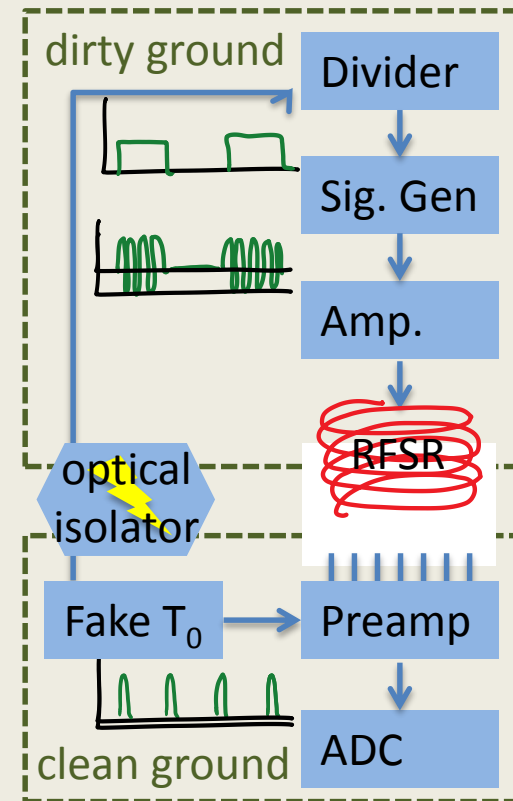 dirty ground
Divider
Sig. Gen
Amp.
RFSR
optical
isolator
Fake T₀
Preamp
ADC
clean ground